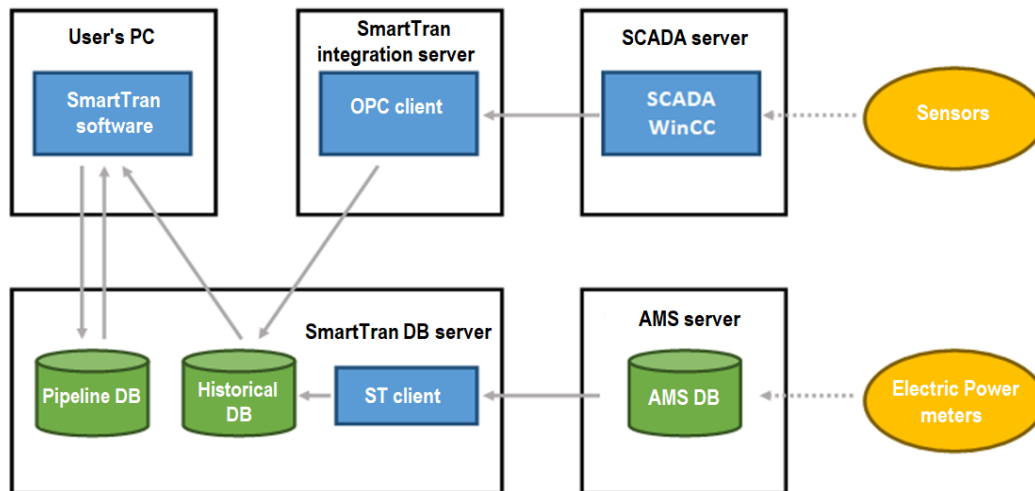 User's PC
SmartTran
software
SmartTran
integration server
OPC client
SCADA server
SCADA
WinCC
Sensors
SmartTran DB server
Pipeline DB
Historical
DB
ST client
AMS server
AMS DB
Electric Power
meters